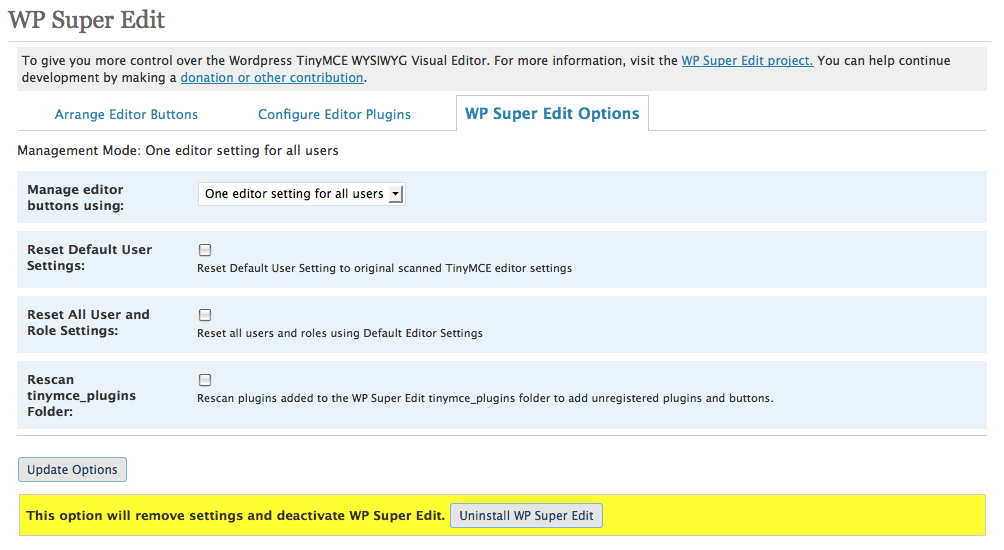 WP Super Edit
To give you more control over the Wordpress TinyMCE WYSIWYG Visual Editor. For more information, visit the WP Super Edit project. You can help continue
development by making a donation or other contribution.
Arrange Editor Buttons
Configure Editor Plugins
WP Super Edit Options
Management Mode: One editor setting for all users
Manage editor
buttons using:
One editor setting for all users
Reset Default User
Settings:
Reset Default User Setting to original scanned TinyMCE editor settings
Reset All User and
Role Settings:
Reset all users and roles using Default Editor Settings
Rescan
tinymce_plugins
Folder:
Rescan plugins added to the WP Super Edit tinymce_plugins folder to add unregistered plugins and buttons.
Update Options
This option will remove settings and deactivate WP Super Edit.
Uninstall WP Super Edit